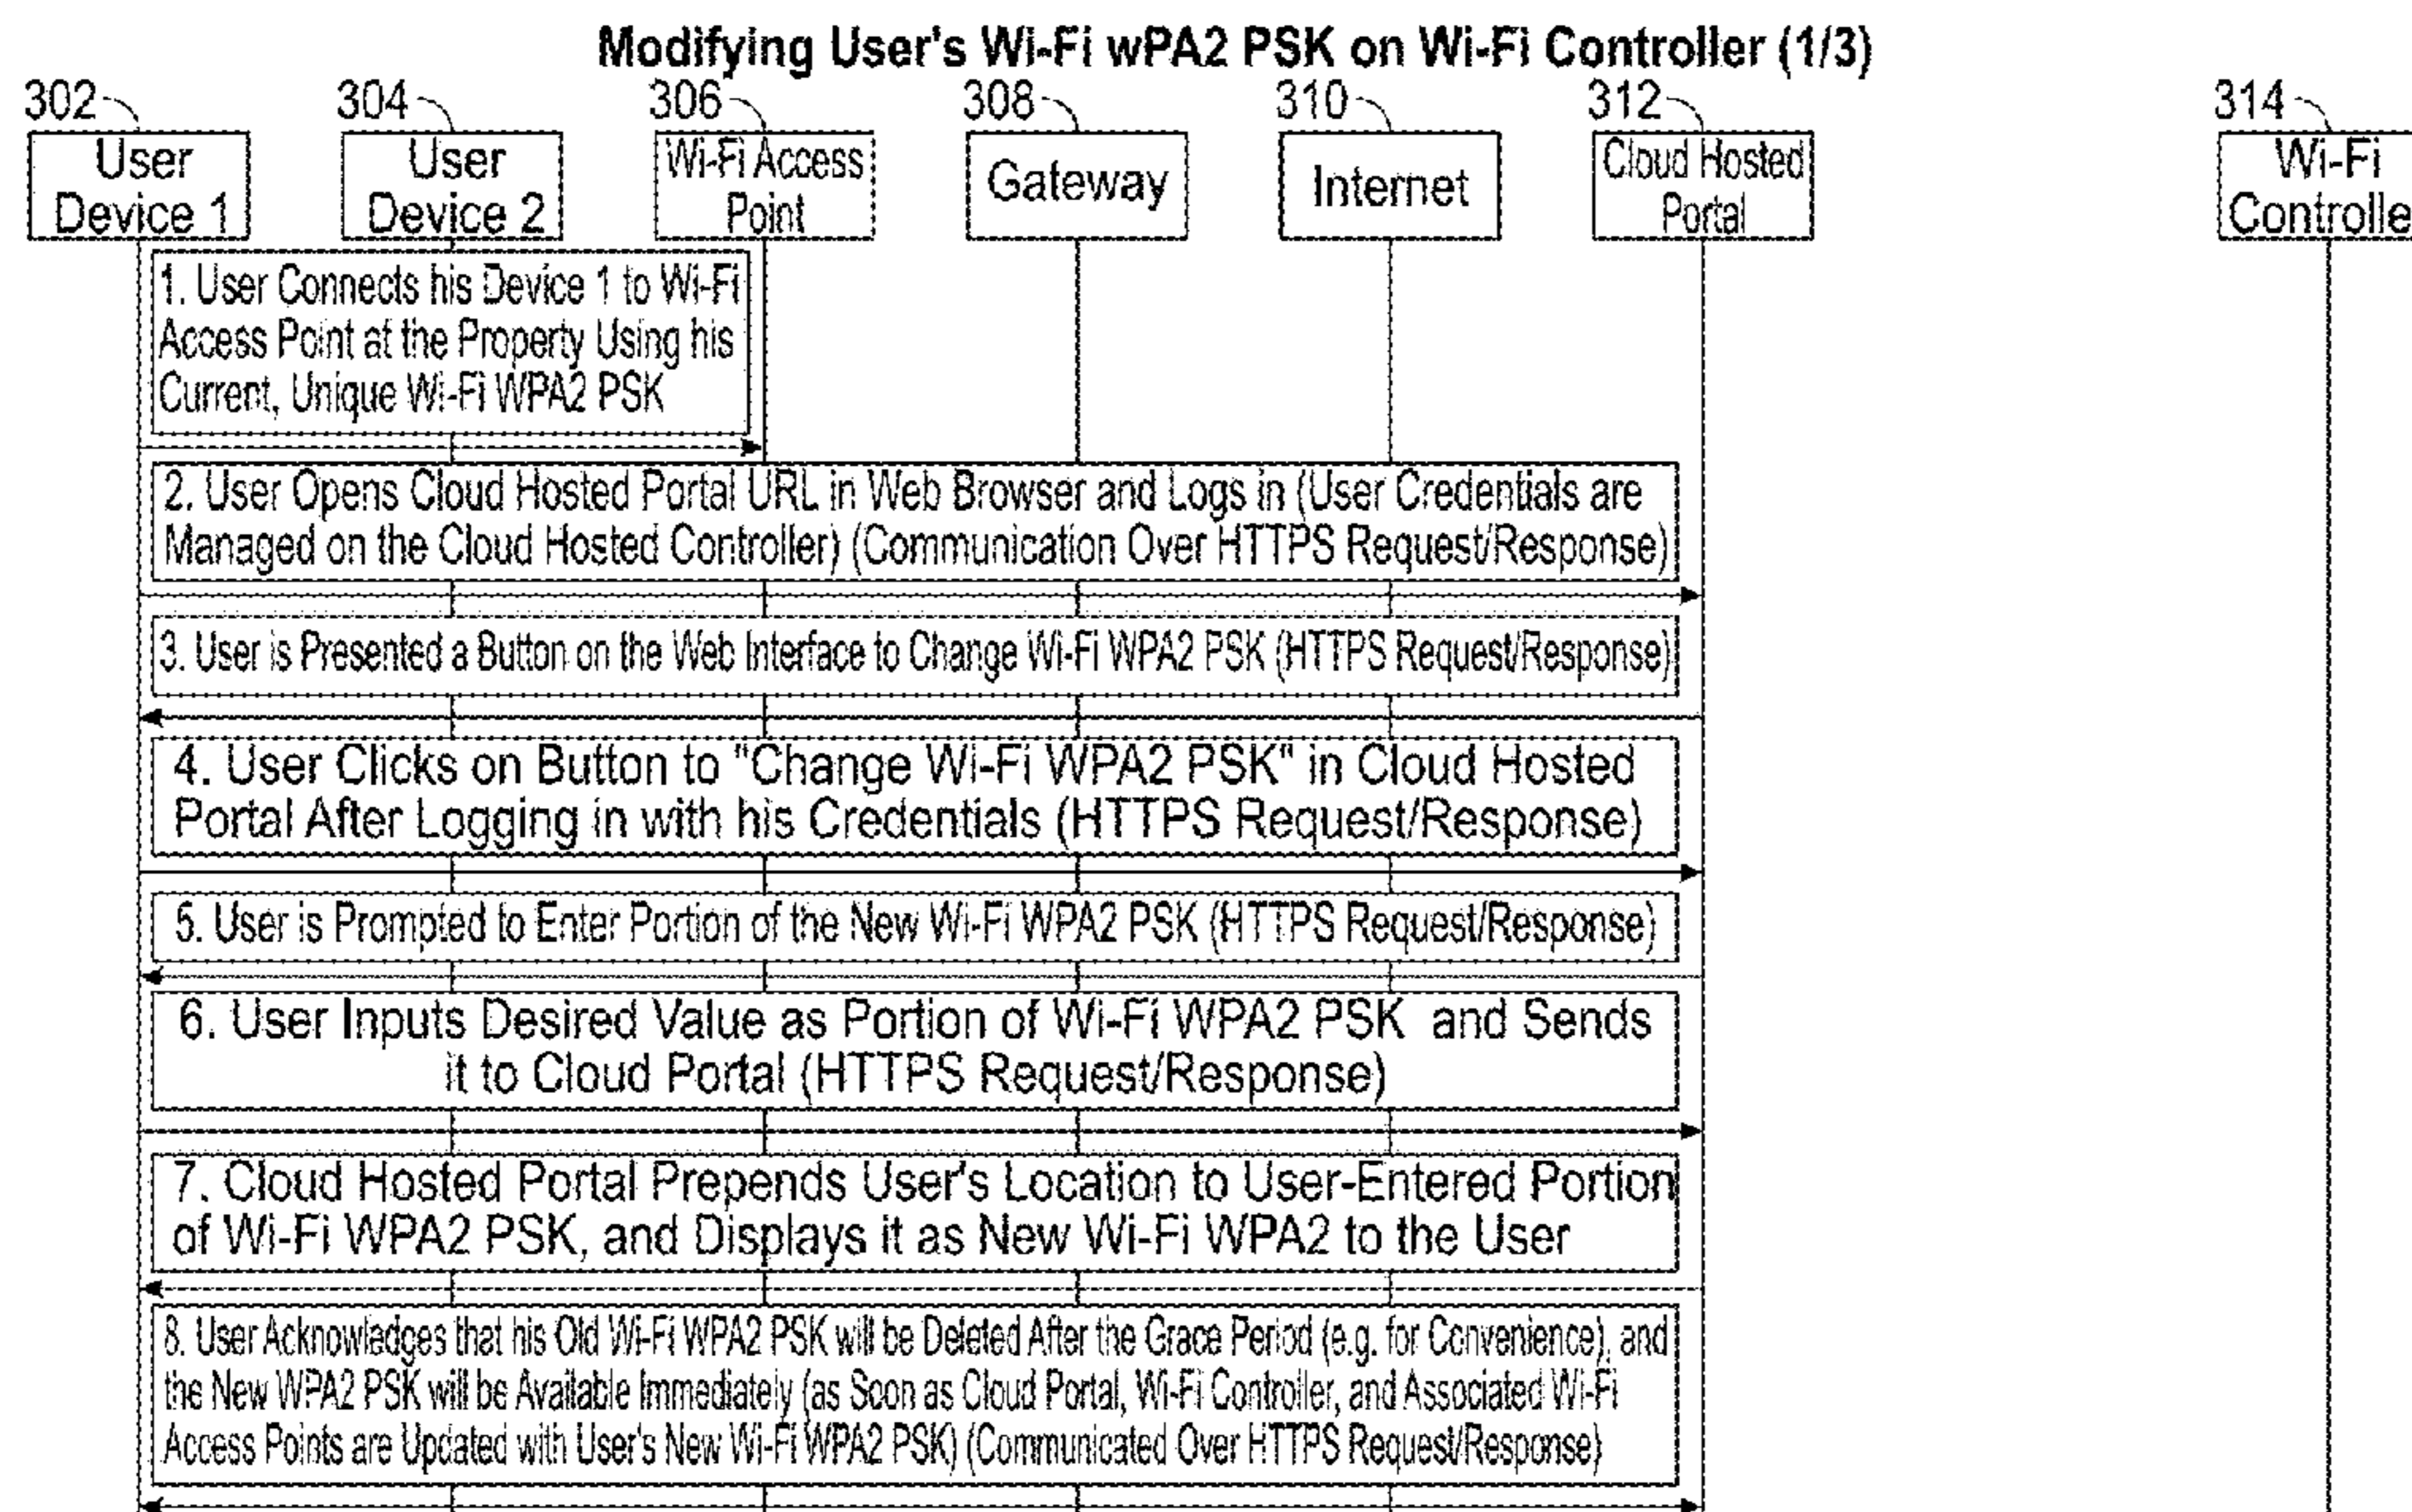 Modifying User's Wi-Fi wPA2 PSK on Wi-Fi Controller (1/3)
302 304 306 308 310 312 314
User Device 1
User Device 2
Wi-Fi Access Point
Gateway
Internet
Cloud Hosted Portal
Wi-Fi Controlle
1. User Connects his Device 1 to Wi-Fi
Access Point at the Property Using his
Current, Unique Wi-Fi WPA2 PSK
2. User Opens Cloud Hosted Portal URL in Web Browser and Logs in (User Credentials are
Managed on the Cloud Hosted Controller) (Communication Over HTTPS Request/Response)
3. User is Presented a Button on the Web Interface to Change Wi-Fi WPA2 PSK (HTTPS Request/Response)
4. User Clicks on Button to "Change Wi-Fi WPA2 PSK" in Cloud Hosted
Portal After Logging in with his Credentials (HTTPS Request/Response)
5. User is Prompted to Enter Portion of the New Wi-Fi WPA2 PSK (HTTPS Request/Response)
6. User Inputs Desired Value as Portion of Wi-Fi WPA2 PSK and Sends
it to Cloud Portal (HTTPS Request/Response)
7. Cloud Hosted Portal Prepends User's Location to User-Entered Portion
of Wi-Fi WPA2 PSK, and Displays it as New Wi-Fi WPA2 to the User
8. User Acknowledges that his Old Wi-Fi WPA2 PSK will be Deleted After the Grace Period (e.g. for Convenience), and
the New WPA2 PSK will be Available Immediately (as Soon as Cloud Portal, Wi-Fi Controller, and Associated Wi-Fi
Access Points are Updated with User's New Wi-Fi WPA2 PSK) (Communicated Over HTTPS Request/Response)